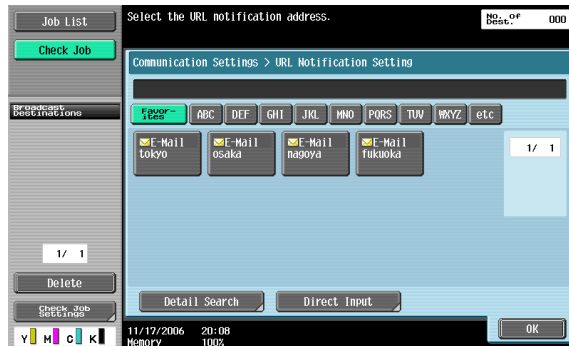 Job List
Check Job
Broadcast
Destinations
1/ 1
Delete
Check Job
Settings
Y M C K
Select the URL notification address.
No. of
Dest. 000
Communication Settings > URL Notification Setting
Favor-
ites ABC DEF GHI JKL MNO PQRS TUV WXYZ etc
E-Mail
tokyo
E-Mail
osaka
E-Mail
nagoya
E-Mail
fukuoka
1/ 1
Detail Search Direct Input
11/17/2006 20:08
Memory 100%
OK